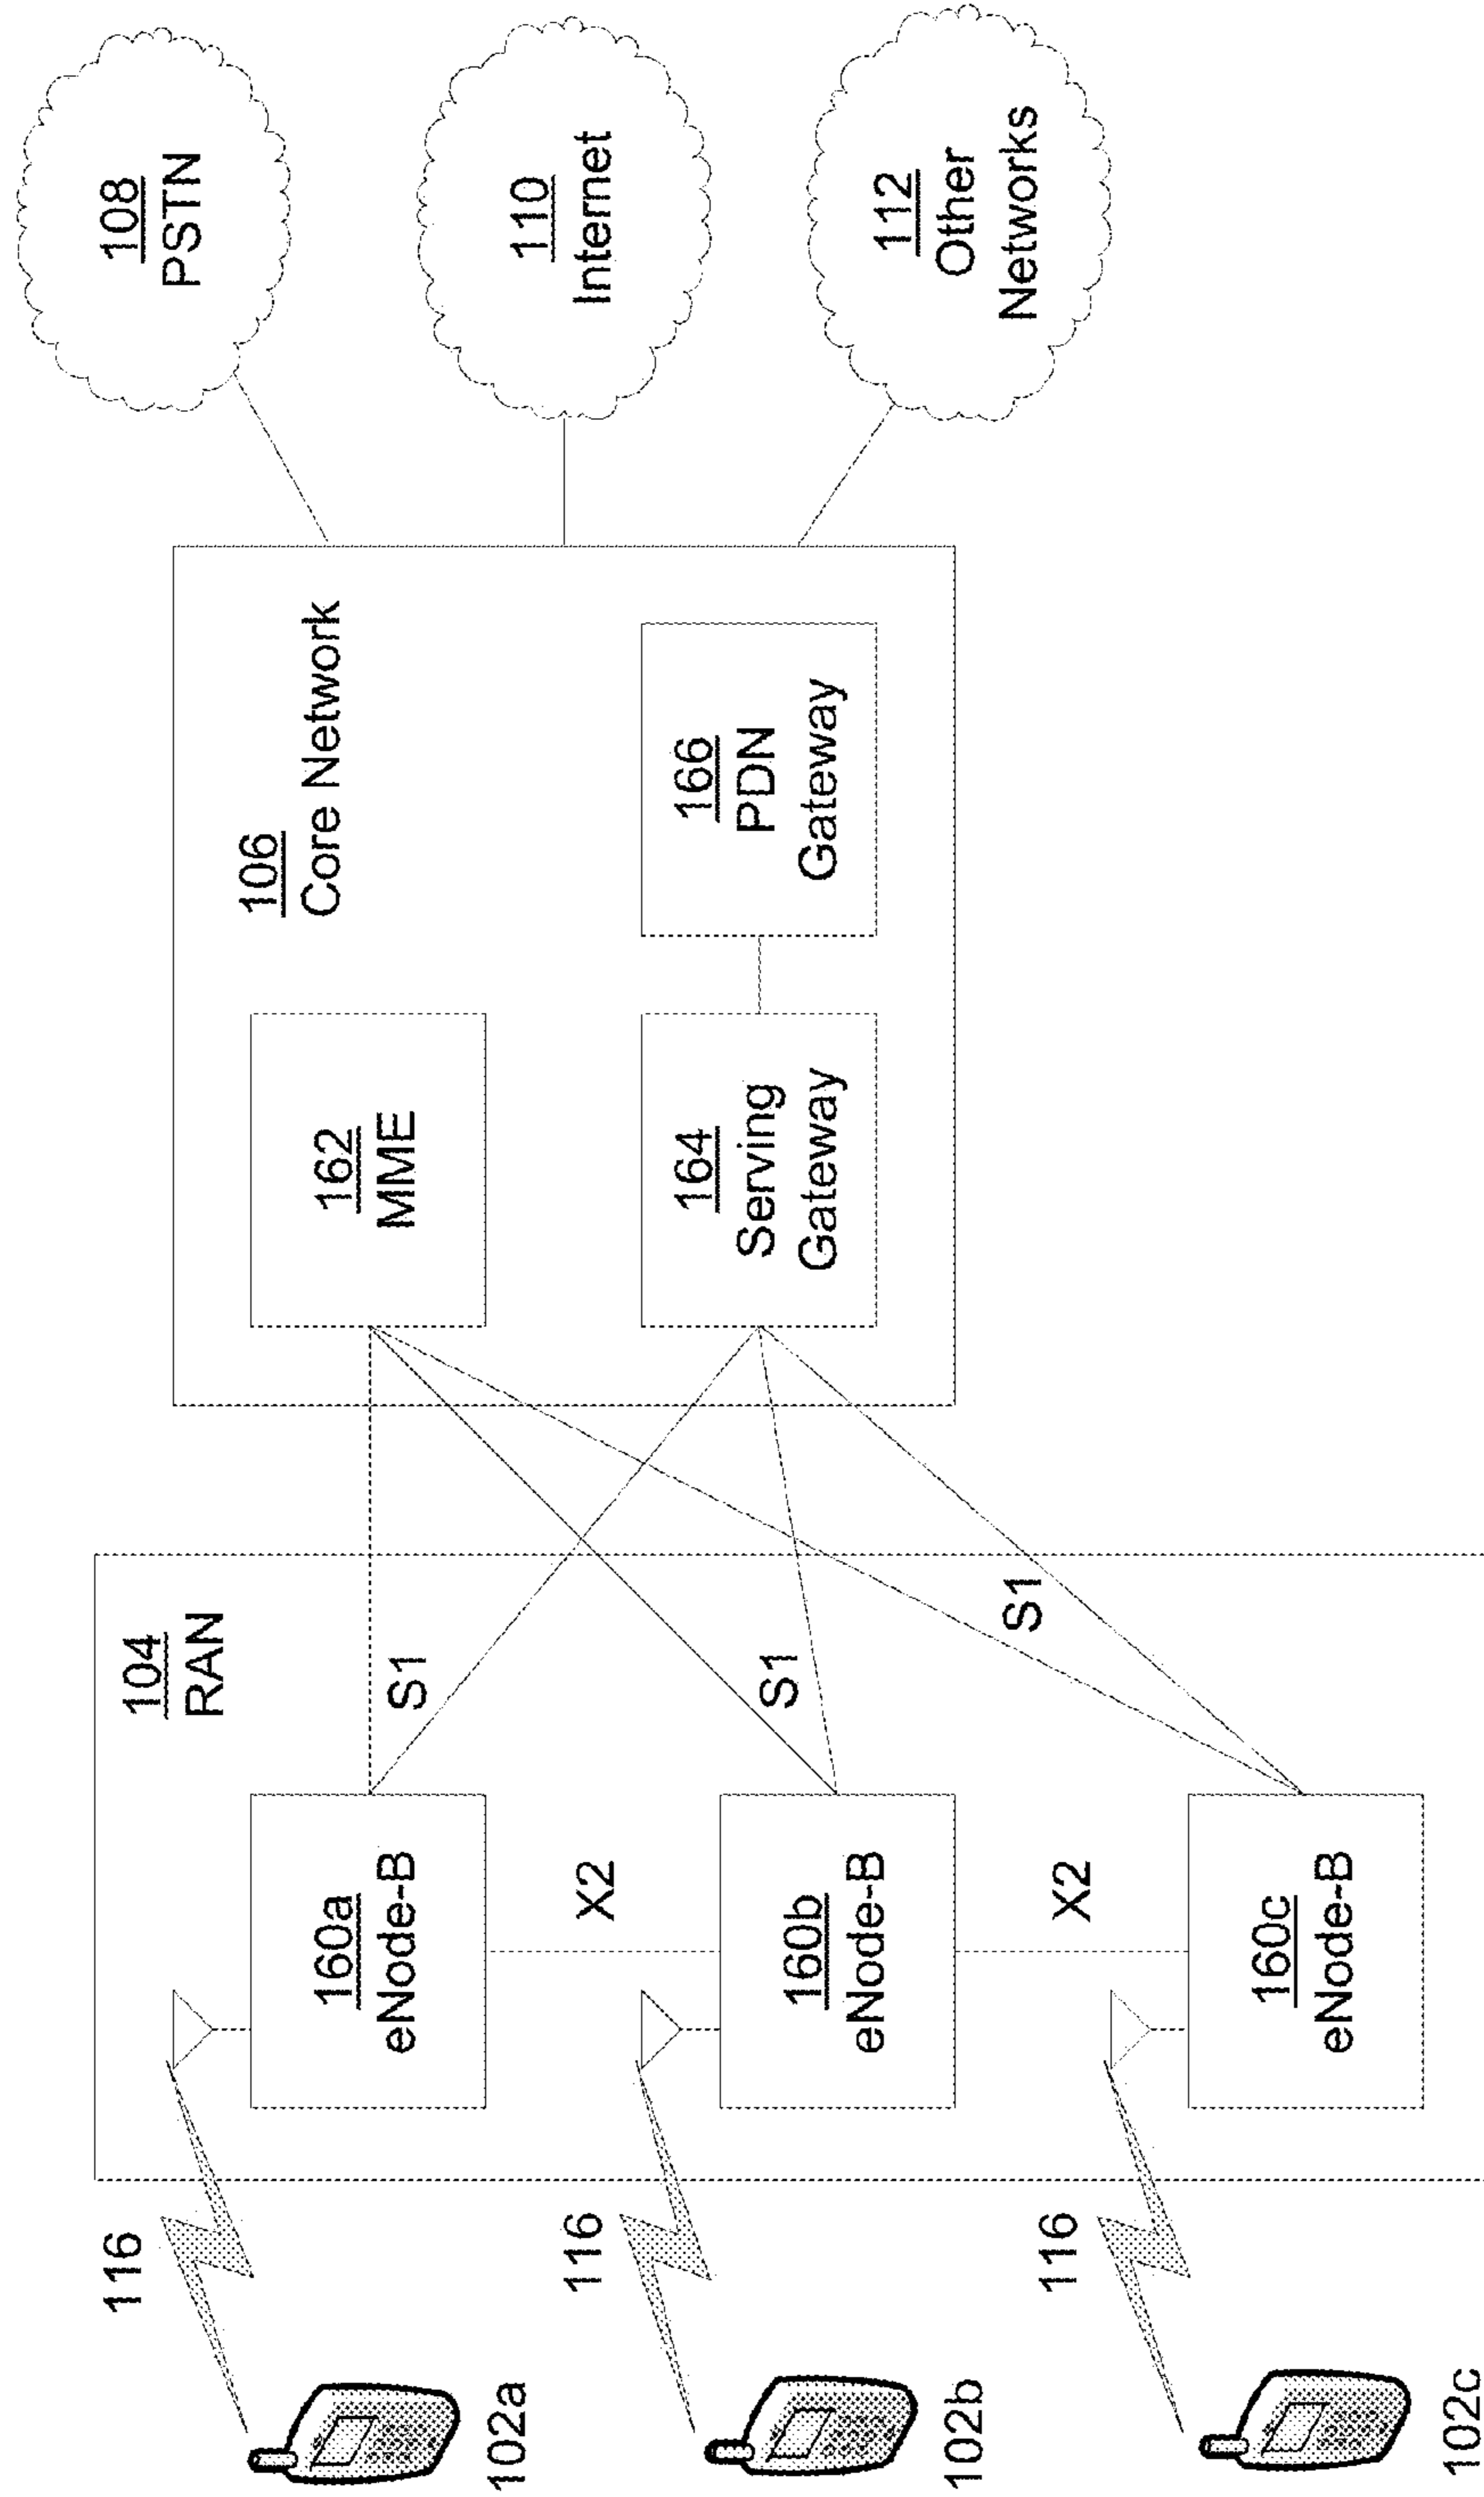 116
104
RAN
108
PSTN
106
Core Network
160a
eNode-B
162
MME
S1
102a
116
X2
110
Internet
164
Serving
Gateway
166
PDN
Gateway
S1
160b
eNode-B
112
Other
Networks
102b
116
X2
S1
160c
eNode-B
102c